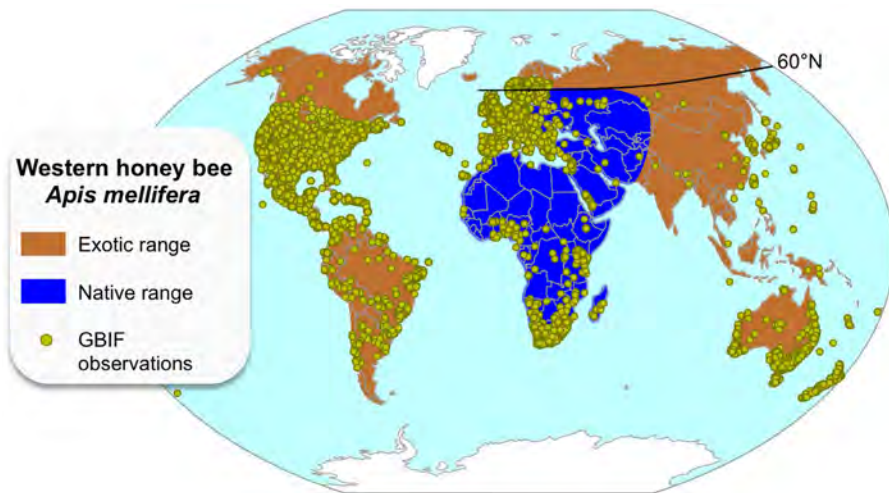 60°N
Western honey bee
Apis mellifera
Exotic range
Native range
GBIF
observations